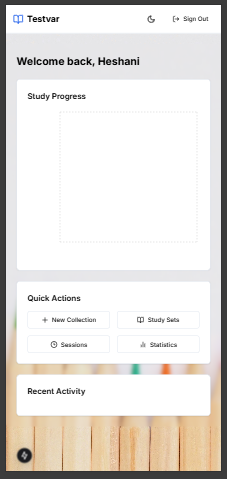 Testvar
Sign Out
Welcome back, Heshani
Study Progress
Quick Actions
New Collection
Study Sets
Sessions
Statistics
Recent Activity